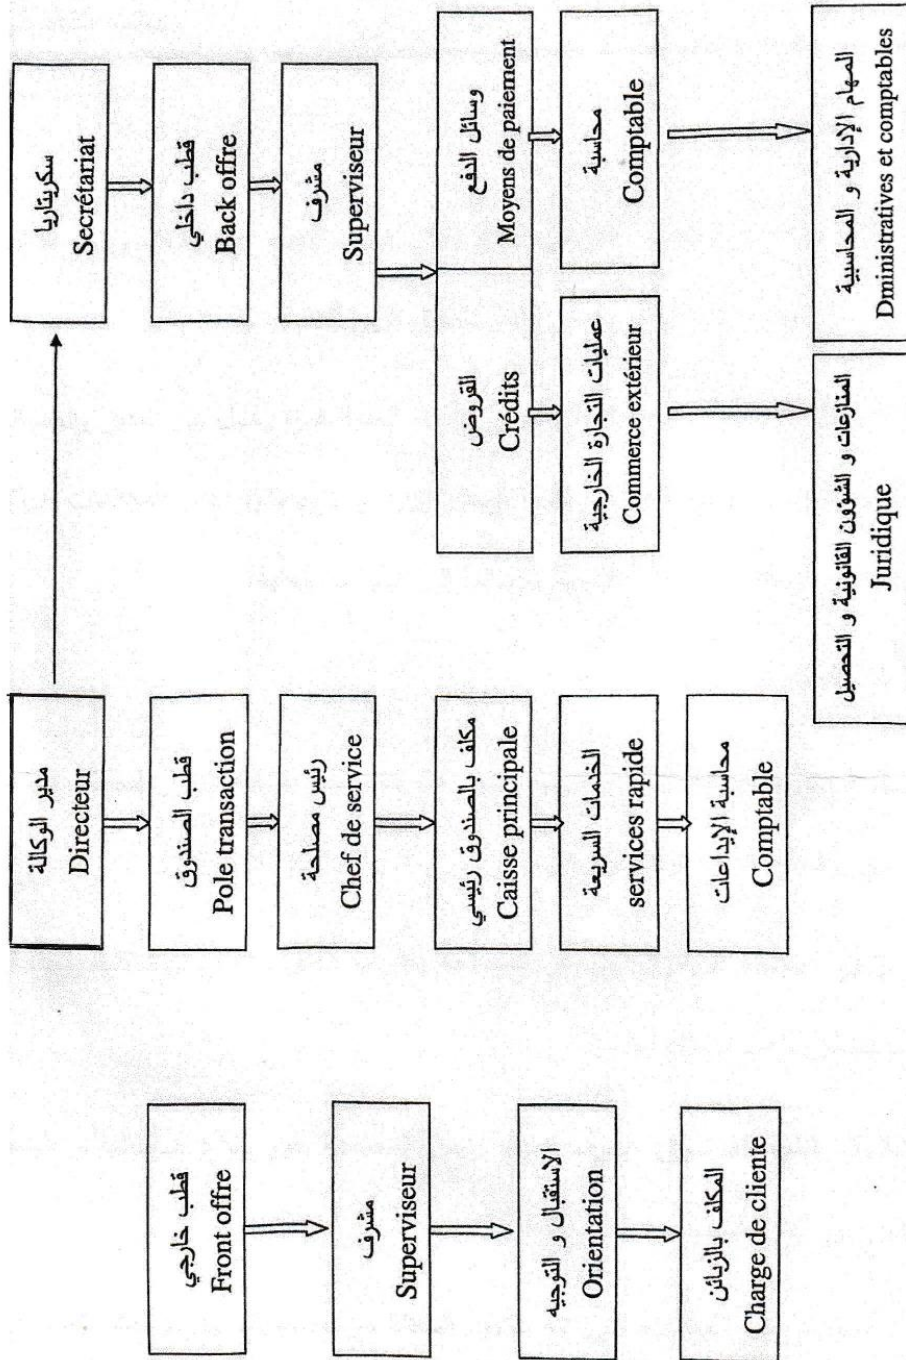 مدير الوكالة
Directeur
سكريتاريا
Secrétariat
قطب خارجي
Front offre
قطب الصندوق
Pole transaction
قطب داخلي
Back offre
مشرف
Superviseur
رئيس مصلحة
Chef de service
مشرف
Superviseur
الاستقبال و التوجيه
Orientation
مكلف بالصندوق رئيسي
Caisse principale
القروض
Crédits
وسائل الدفع
Moyens de paiement
الخدمات السريعة
services rapide
عمليات التجارة الخارجية
Commerce extérieur
محاسبة
Comptable
المكلف بالزبائن
Charge de cliente
محاسبة الإيداعات
Comptable
المنازعات و الشؤون القانونية و التحصيل
Juridique
المهام الإدارية و المحاسبية
Dministratives et comptables